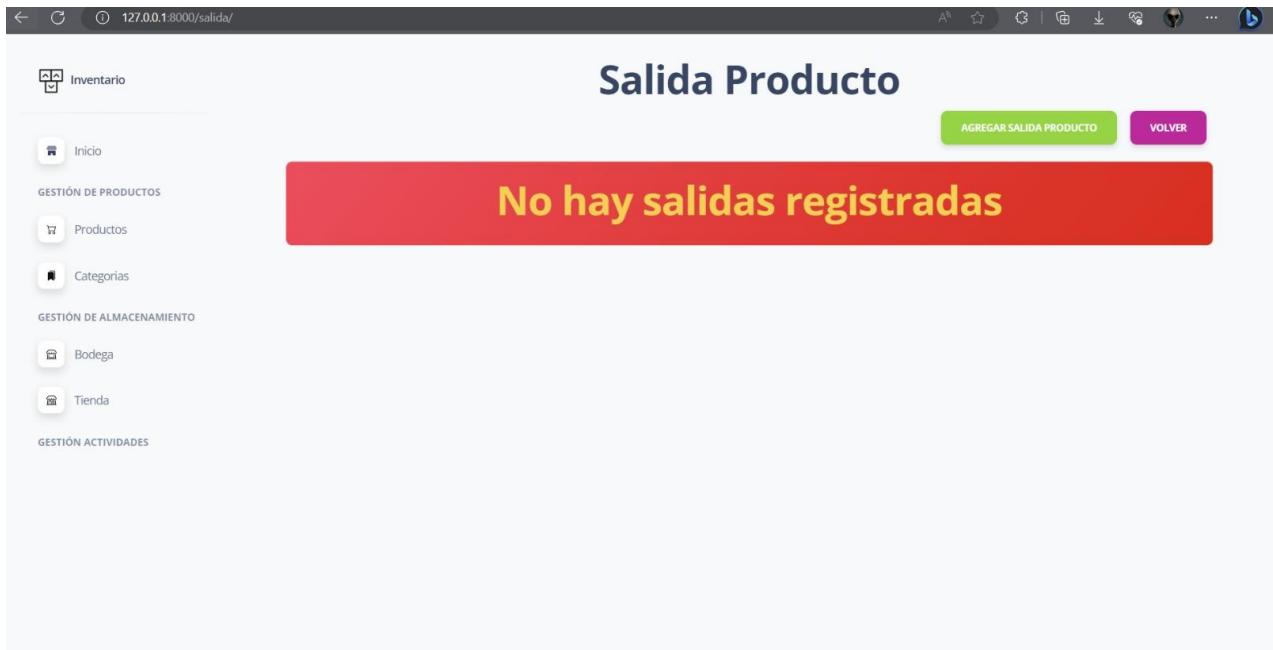 127.0.0.1:8000/salida/
Inventario
Inicio
GESTIÓN DE PRODUCTOS
Productos
Categorias
GESTIÓN DE ALMACENAMIENTO
Bodega
Tienda
GESTIÓN ACTIVIDADES
Salida Producto
AGREGAR SALIDA PRODUCTO
VOLVER
No hay salidas registradas